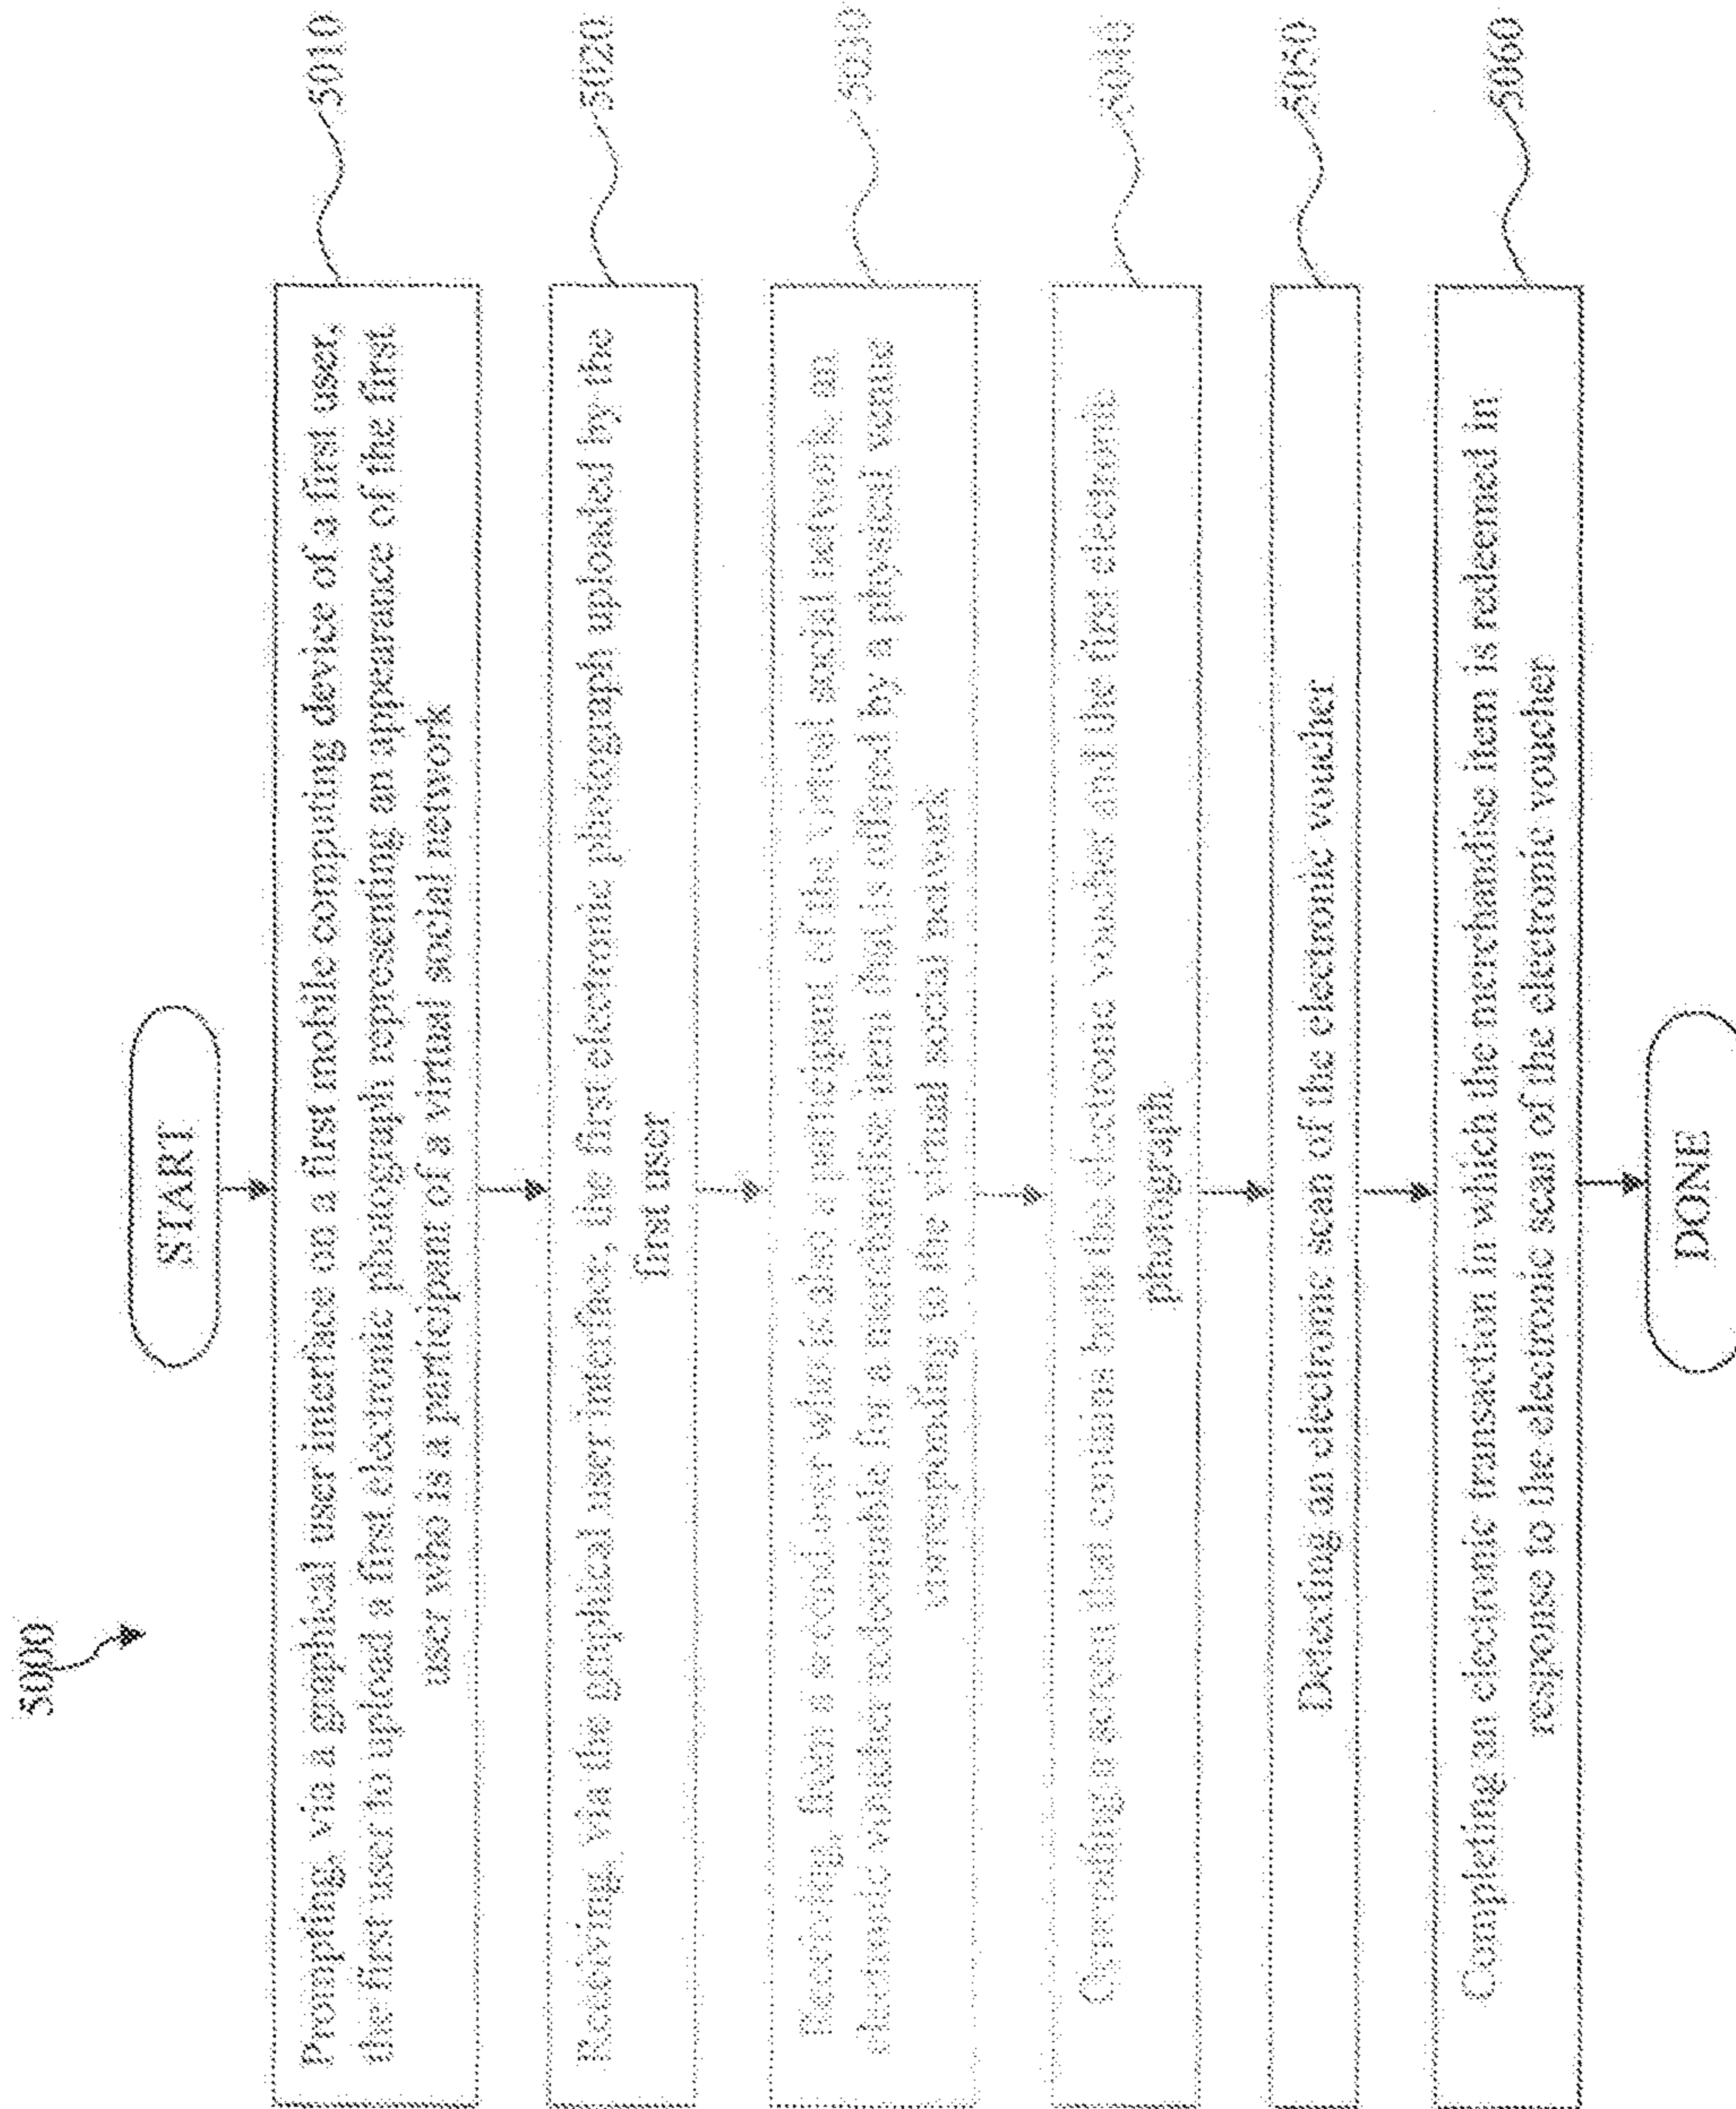 5000
START
Prompting, via a graphical user interface on a first mobile computing device of a first user,
the first user to upload a first electronic photograph representing an appearance of the first
user who is a participant of a virtual social network
5010
Receiving, via the graphical user interface, the first electronic photograph uploaded by the
first user
5020
Receiving, from a second user who is also a participant of the virtual social network, an
electronic voucher redeemable for a merchandise item that is offered by a physical venue
corresponding to the virtual social network
5030
Generating a screen that contains both the electronic voucher and the first electronic
photograph
5040
Detecting an electronic scan of the electronic voucher
5050
Completing an electronic transaction in which the merchandise item is redeemed in
response to the electronic scan of the electronic voucher
5060
DONE